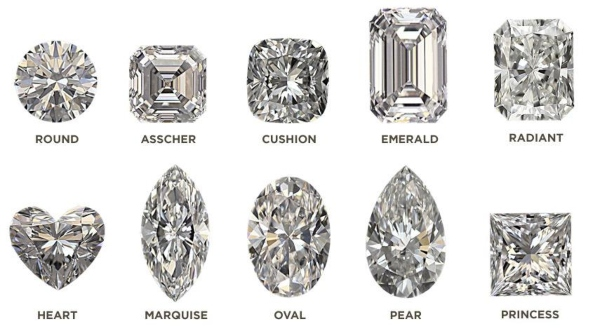 ROUND
ASSCHER
CUSHION
EMERALD
RADIANT
HEART
MARQUISE
OVAL
PEAR
PRINCESS